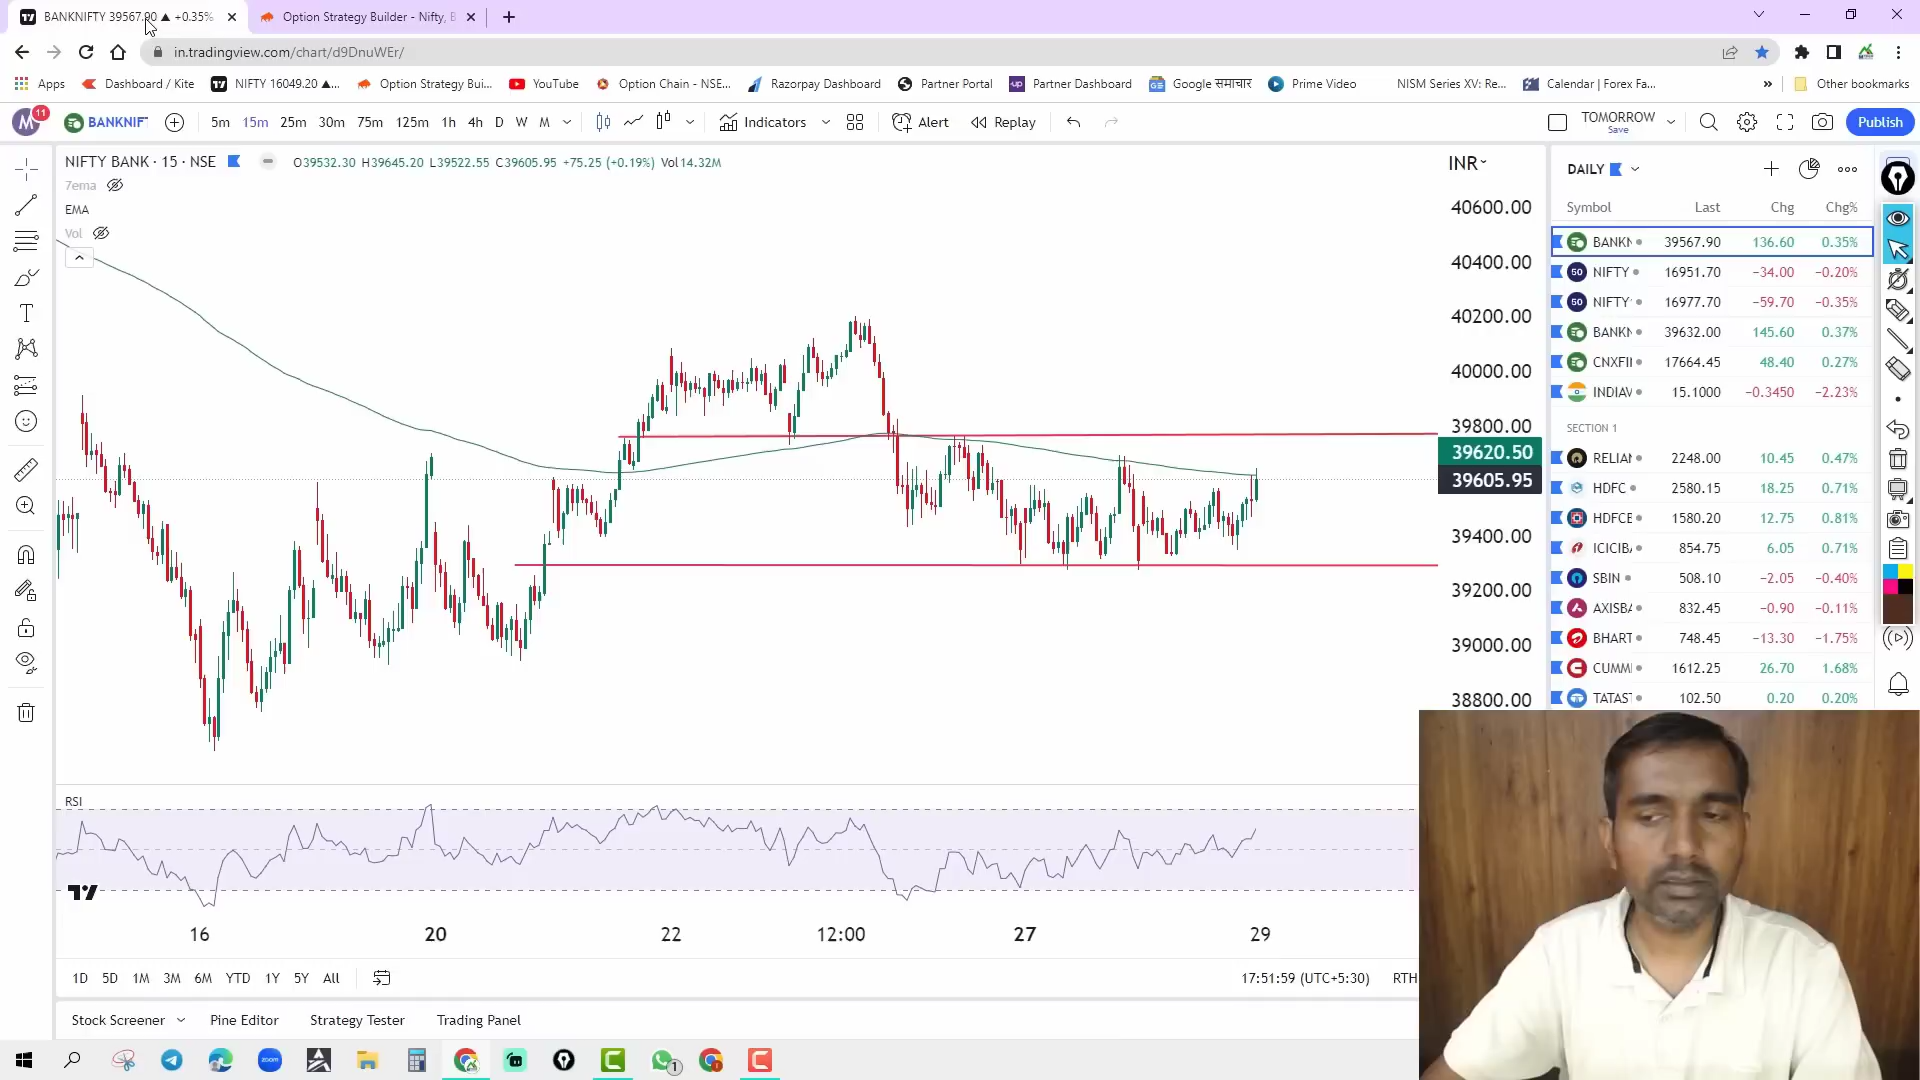 BANKNIFTY 39567.90 ▲ +0.35%
Option Strategy Builder - Nifty, B
in.tradingview.com/chart/d9DnuWEr/
Apps
Dashboard / Kite
NIFTY 16049.20 ▲...
Option Strategy Bui...
YouTube
Option Chain - NSE...
Razorpay Dashboard
Partner Portal
Partner Dashboard
Google समाचार
Prime Video
NISM Series XV: Re...
Calendar | Forex Fa...
»
Other bookmarks
M 11
BANKNIF
5m 15m 25m 30m 75m 125m 1h 4h D W M
Indicators
Alert
Replay
TOMORROW
Save
Publish
NIFTY BANK · 15 · NSE
O39532.30 H39645.20 L39522.55 C39605.95 +75.25 (+0.19%) Vol14.32M
7ema
EMA
Vol
INR
40600.00
40400.00
40200.00
40000.00
39800.00
39620.50
39605.95
39400.00
39200.00
39000.00
38800.00
DAILY
Symbol Last Chg Chg%
BANKN 39567.90 136.60 0.35%
NIFTY 16951.70 −34.00 −0.20%
NIFTY 16977.70 −59.70 −0.35%
BANKN 39632.00 145.60 0.37%
CNXFI 17664.45 48.40 0.27%
INDIAV 15.1000 −0.3450 −2.23%
SECTION 1
RELIAN 2248.00 10.45 0.47%
HDFC 2580.15 18.25 0.71%
HDFCB 1580.20 12.75 0.81%
ICICIB 854.75 6.05 0.71%
SBIN 508.10 −2.05 −0.40%
AXISBA 832.45 −0.90 −0.11%
BHART 748.45 −13.30 −1.75%
CUMMI 1612.25 26.70 1.68%
TATAST 102.50 0.20 0.20%
RSI
16 20 22 12:00 27 29
1D 5D 1M 3M 6M YTD 1Y 5Y All
17:51:59 (UTC+5:30)
RTH
Stock Screener
Pine Editor
Strategy Tester
Trading Panel
zoom
1